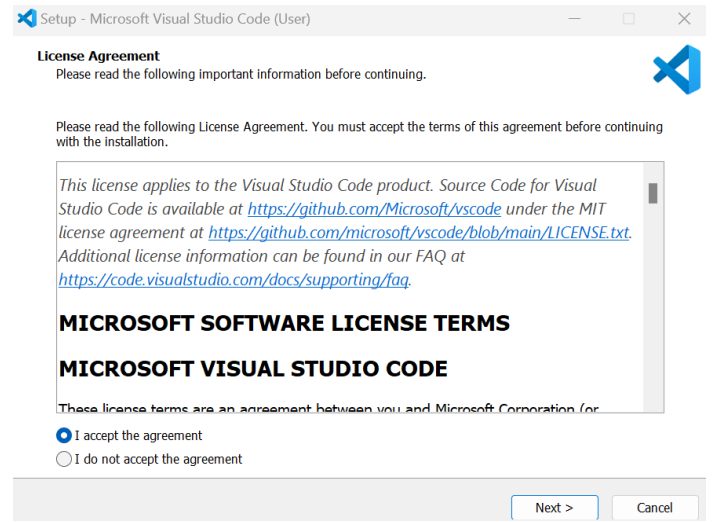 Setup - Microsoft Visual Studio Code (User)
License Agreement
Please read the following important information before continuing.
Please read the following License Agreement. You must accept the terms of this agreement before continuing
with the installation.
This license applies to the Visual Studio Code product. Source Code for Visual
Studio Code is available at https://github.com/Microsoft/vscode under the MIT
license agreement at https://github.com/microsoft/vscode/blob/main/LICENSE.txt.
Additional license information can be found in our FAQ at
https://code.visualstudio.com/docs/supporting/faq.
MICROSOFT SOFTWARE LICENSE TERMS
MICROSOFT VISUAL STUDIO CODE
These license terms are an agreement between you and Microsoft Corporation (or
I accept the agreement
I do not accept the agreement
Next >
Cancel